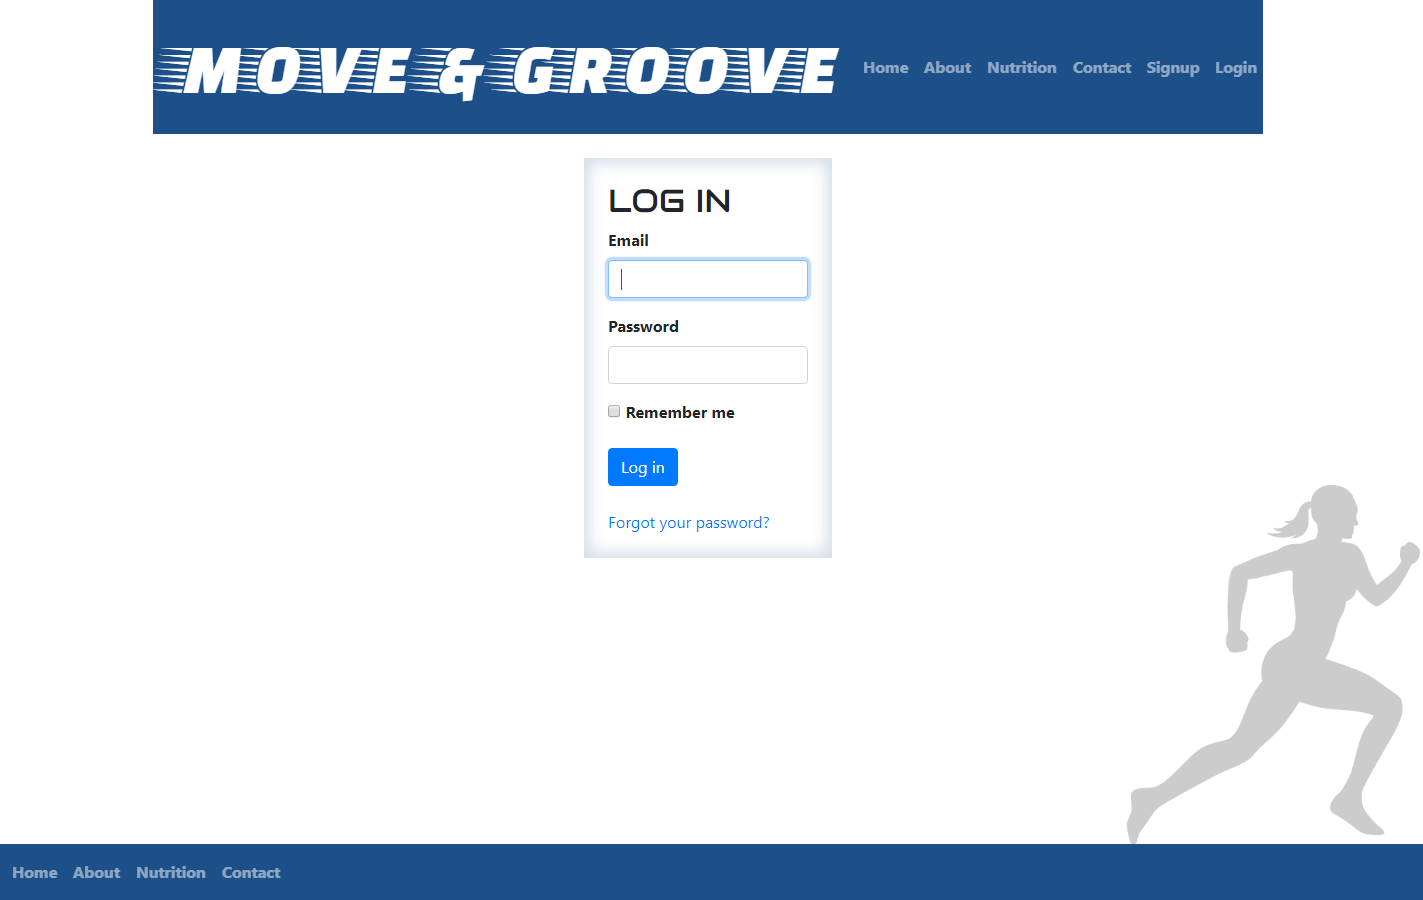 MOVE & GROOVE
Home About Nutrition Contact Signup Login
LOG IN
Email
Password
Remember me
Log in
Forgot your password?
Home About Nutrition Contact